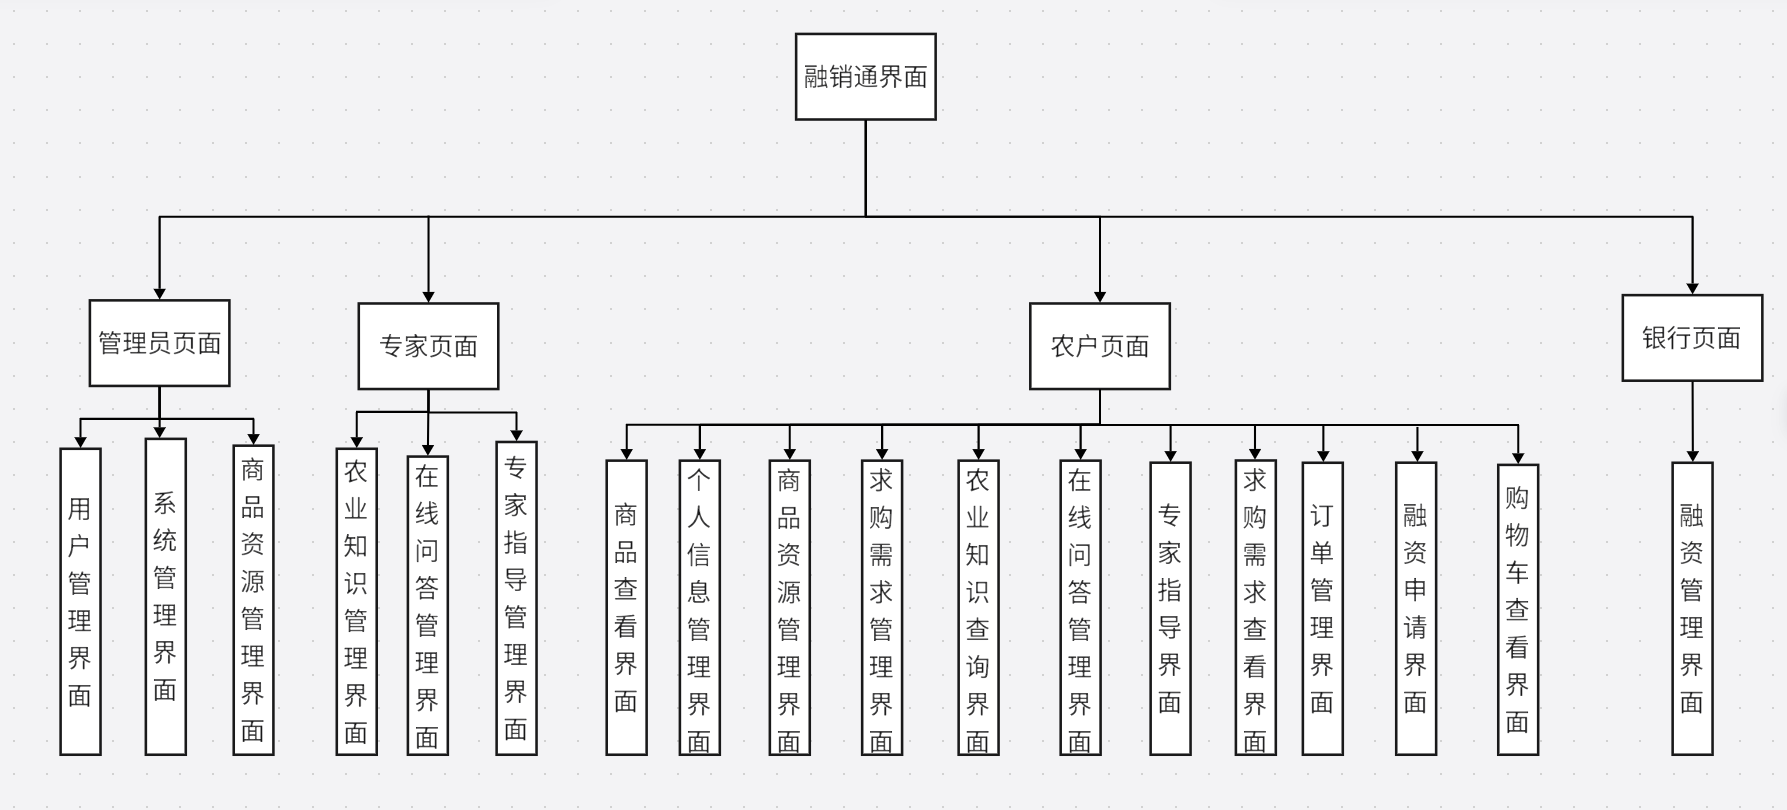 融销通界面
管理员页面
专家页面
农户页面
银行页面
用户管理界面
系统管理界面
商品资源管理界面
农业知识管理界面
在线问答管理界面
专家指导管理界面
商品查看界面
个人信息管理界面
商品资源管理界面
求购需求管理界面
农业知识查询界面
在线问答管理界面
专家指导界面
求购需求查看界面
订单管理界面
融资申请界面
购物车查看界面
融资管理界面